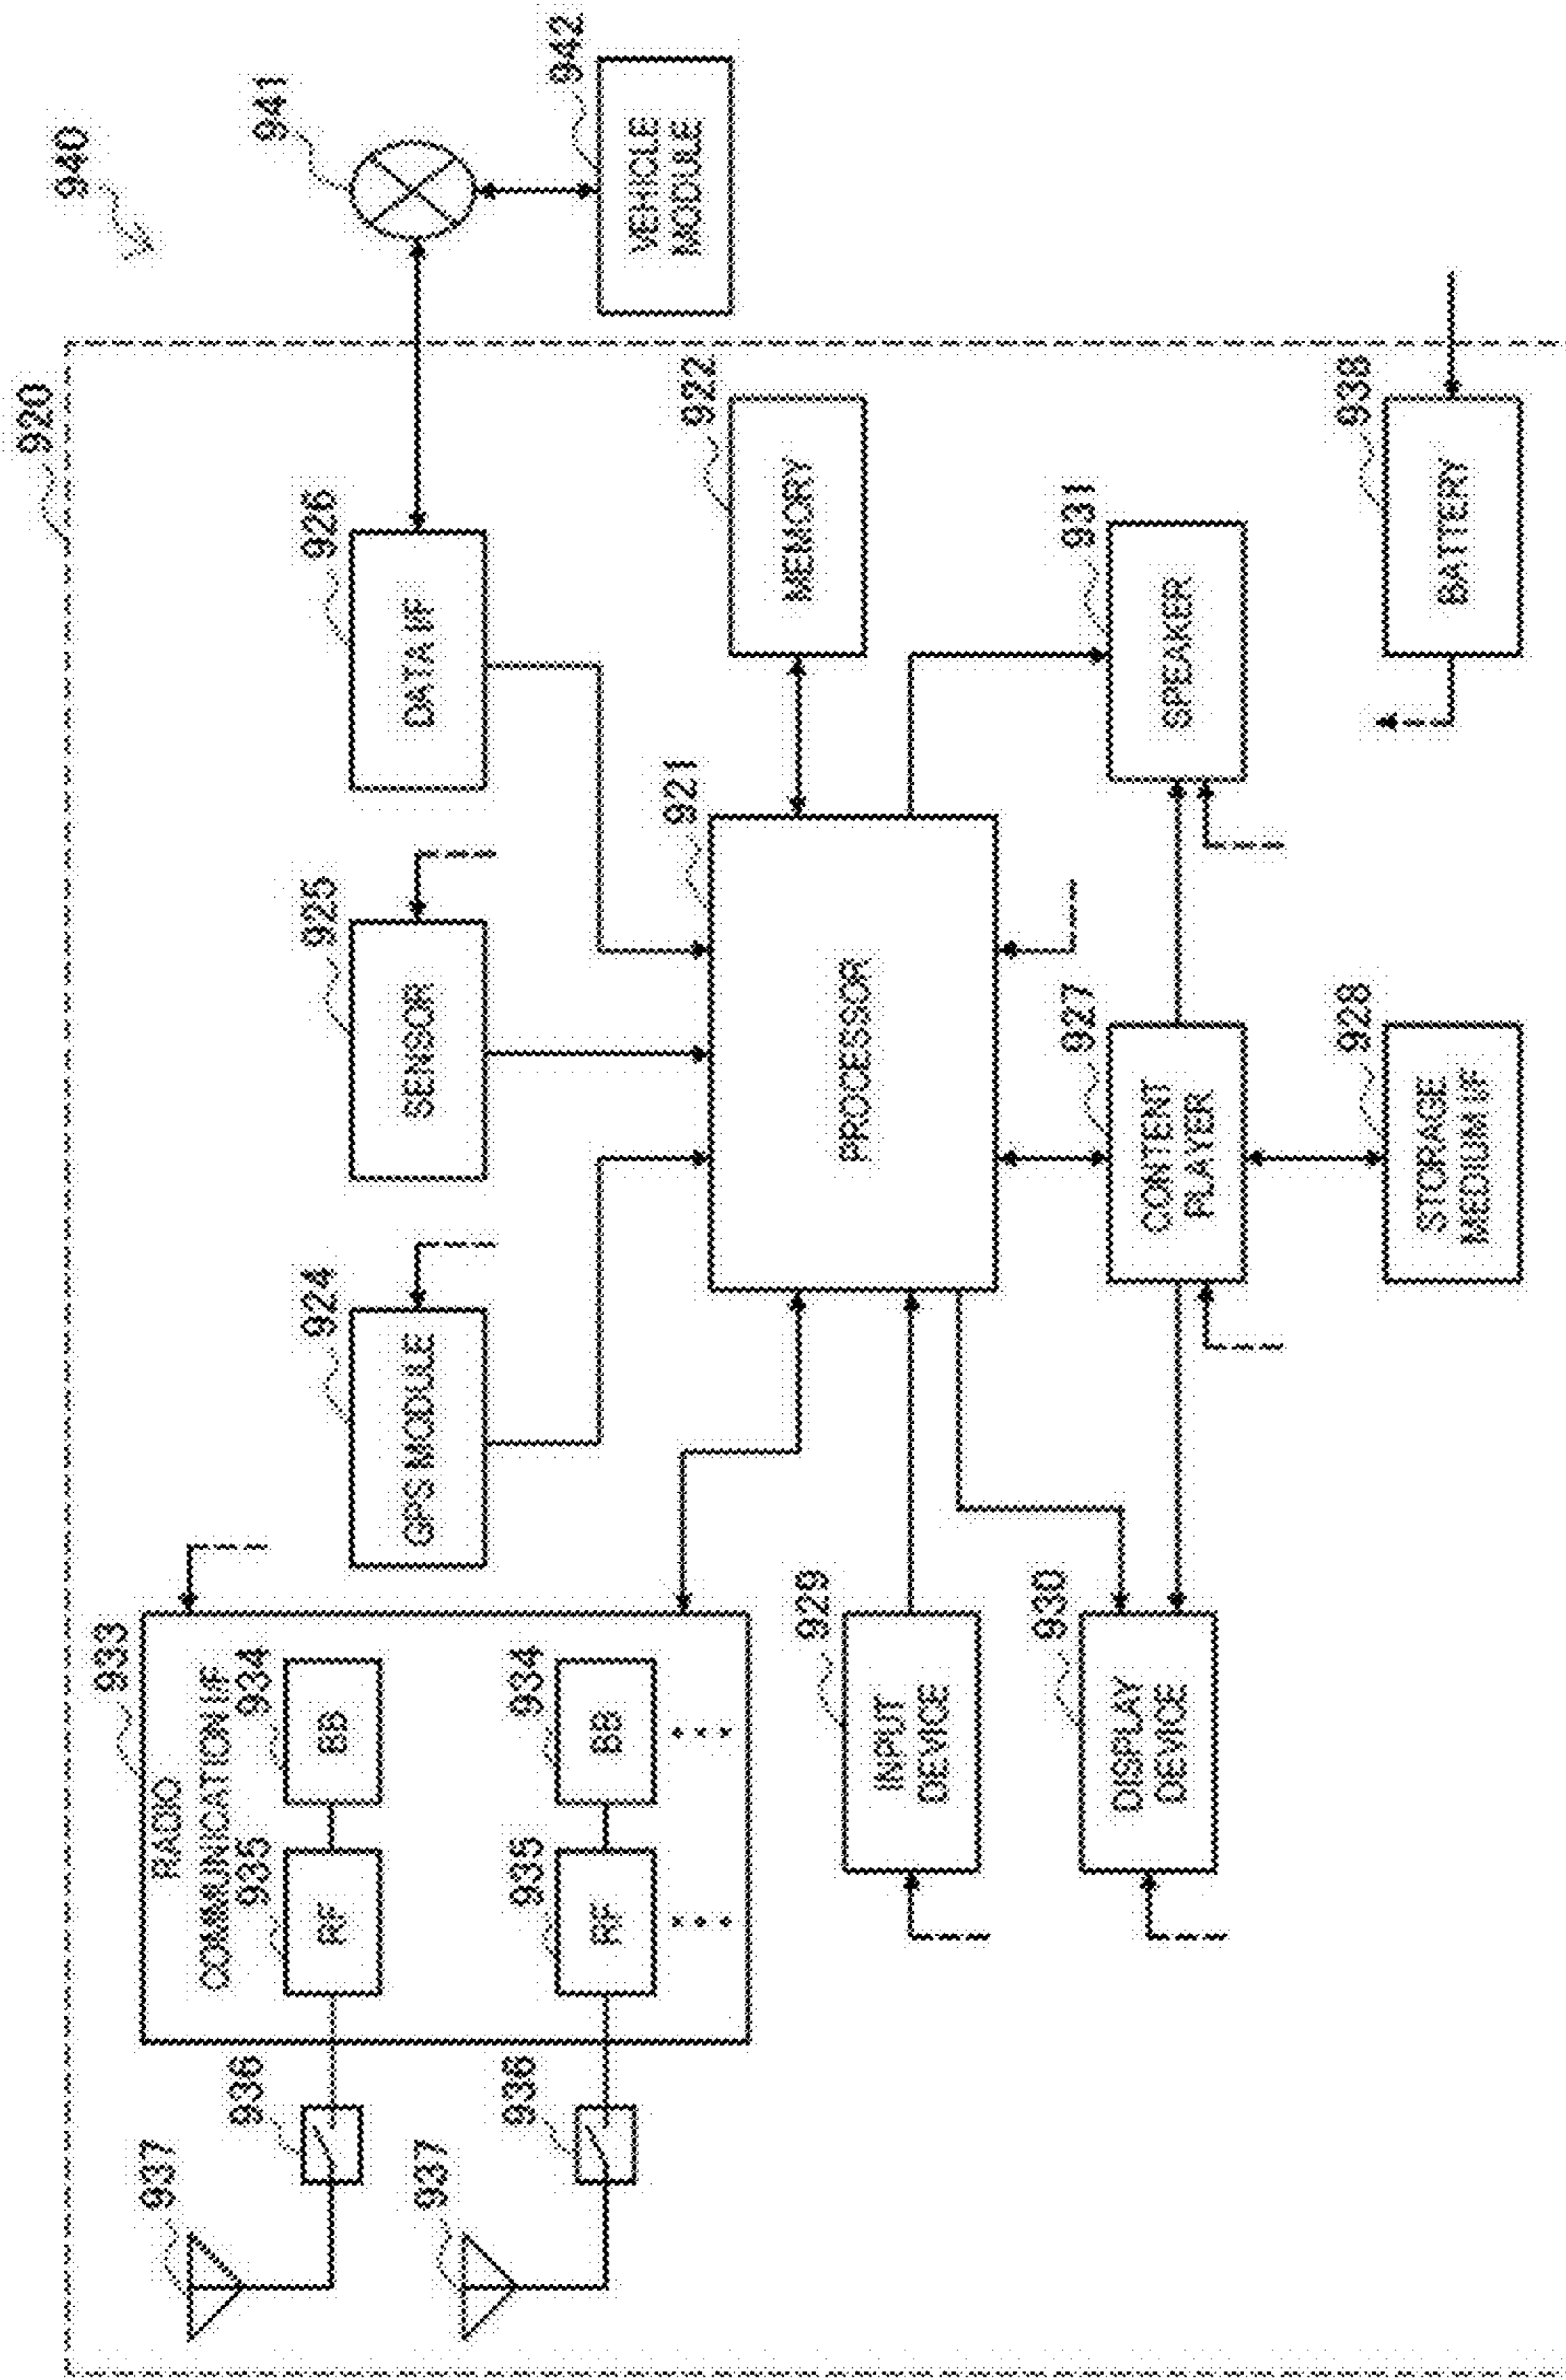 920
940
933
RADIO
COMMUNICATION I/F
937
936
935
934
RF
BB
937
936
935
934
RF
BB
924
GPS MODULE
925
SENSOR
926
DATA I/F
941
942
VEHICLE
MODULE
921
PROCESSOR
922
MEMORY
929
INPUT
DEVICE
930
DISPLAY
DEVICE
927
CONTENT
PLAYER
931
SPEAKER
928
STORAGE
MEDIUM I/F
938
BATTERY